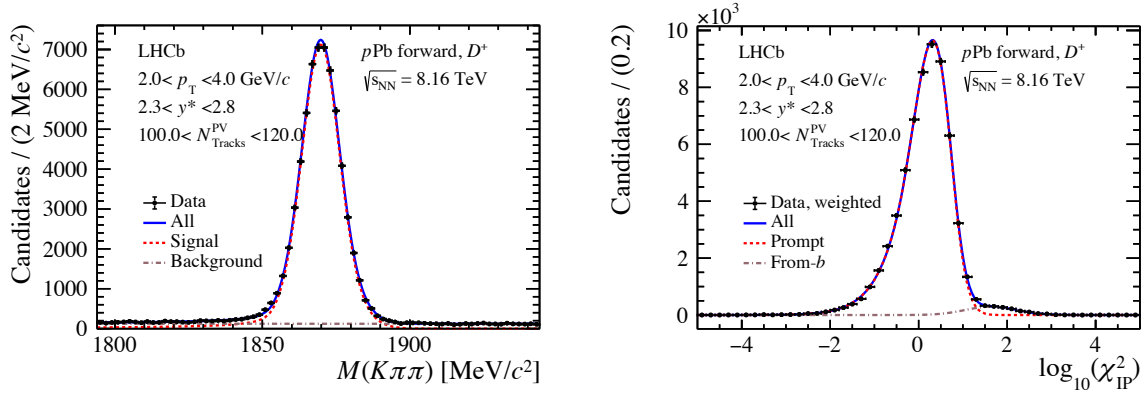 Candidates / (2 MeV/c²)
7000
6000
5000
4000
3000
2000
1000
0
LHCb
pPb forward, D⁺
2.0< p_T <4.0 GeV/c
√s_NN = 8.16 TeV
2.3< y* <2.8
100.0< N_Tracks^PV <120.0
Data
All
Signal
Background
1800 1850 1900
M(Kππ) [MeV/c²]
Candidates / (0.2)
×10³
10
8
6
4
2
0
LHCb
pPb forward, D⁺
2.0< p_T <4.0 GeV/c
√s_NN = 8.16 TeV
2.3< y* <2.8
100.0< N_Tracks^PV <120.0
Data, weighted
All
Prompt
From-b
−4 −2 0 2 4
log₁₀(χ²_IP)